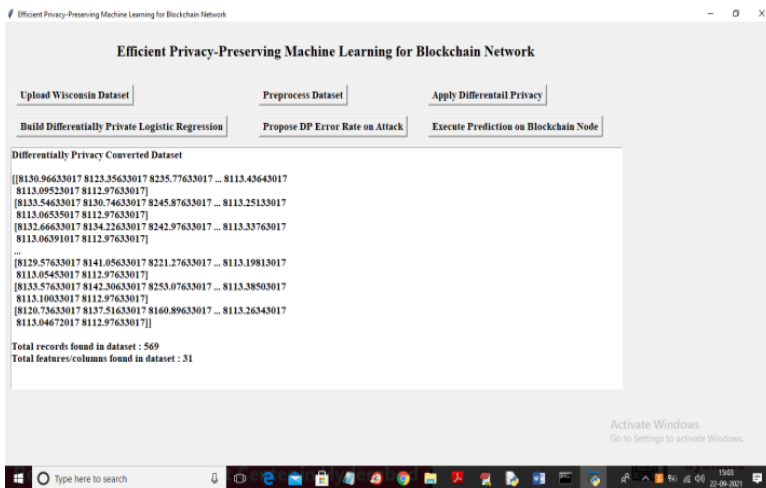 Efficient Privacy-Preserving Machine Learning for Blockchain Network
Efficient Privacy-Preserving Machine Learning for Blockchain Network
Upload Wisconsin Dataset
Preprocess Dataset
Apply Differentail Privacy
Build Differentially Private Logistic Regression
Propose DP Error Rate on Attack
Execute Prediction on Blockchain Node
Differentially Privacy Converted Dataset
[[8130.96633017 8123.35633017 8235.77633017 ... 8113.43643017
8113.09523017 8112.97633017]
[8133.54633017 8130.74633017 8245.87633017 ... 8113.25133017
8113.06535017 8112.97633017]
[8132.66633017 8134.22633017 8242.97633017 ... 8113.33763017
8113.06391017 8112.97633017]
...
[8129.57633017 8141.05633017 8221.27633017 ... 8113.19813017
8113.05453017 8112.97633017]
[8133.57633017 8142.30633017 8253.07633017 ... 8113.38503017
8113.10033017 8112.97633017]
[8120.73633017 8137.51633017 8160.89633017 ... 8113.26343017
8113.04672017 8112.97633017]]
Total records found in dataset : 569
Total features/columns found in dataset : 31
Activate Windows
Go to Settings to activate Windows.
Type here to search
15:03
22-09-2021